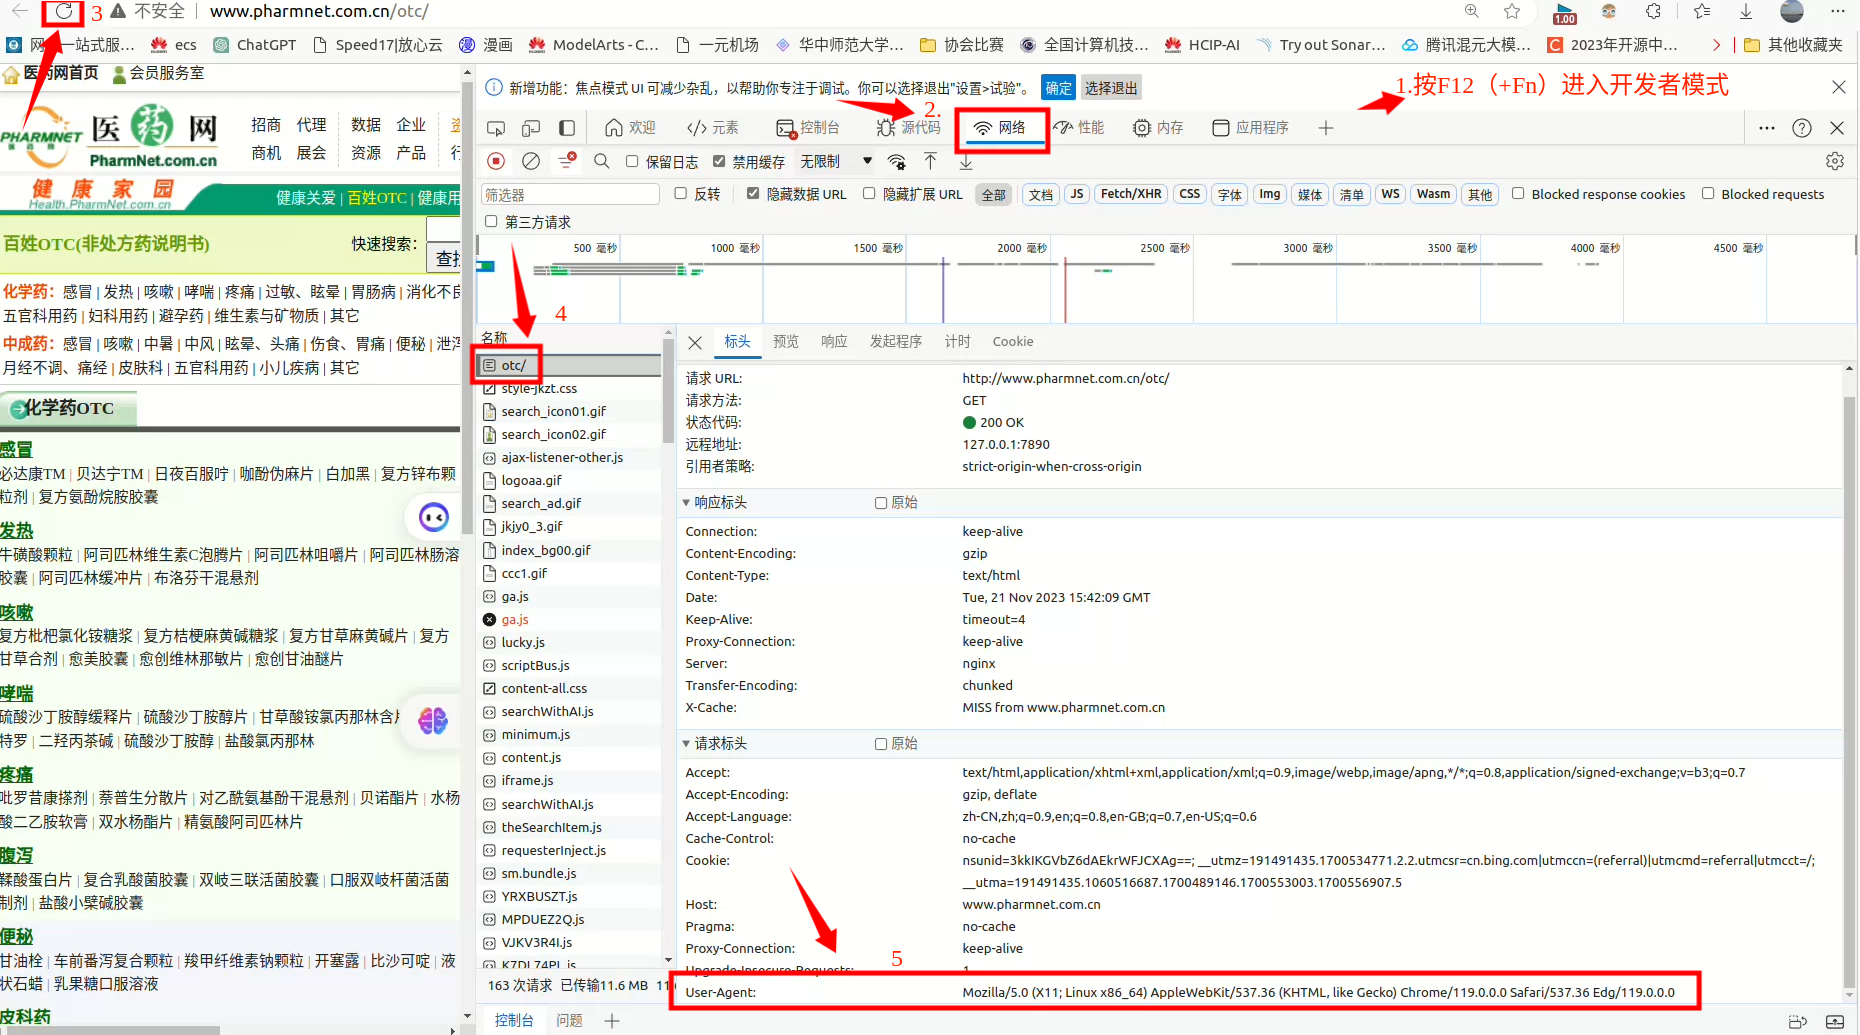 3 不安全 www.pharmnet.com.cn/otc/
1.00
网 一站式服... ecs ChatGPT Speed17|放心云 漫画 ModelArts - C... 一元机场 华中师范大学... 协会比赛 全国计算机技... HCIP-AI Try out Sonar... 腾讯混元大模... 2023年开源中... 其他收藏夹
医药网首页 会员服务室
PHARMNET 医药网
PharmNet.com.cn
招商 代理 数据 企业
商机 展会 资源 产品 行
健康家园
Health.PharmNet.com.cn
健康关爱 | 百姓OTC | 健康用
百姓OTC(非处方药说明书) 快速搜索:
查找
化学药: 感冒 | 发热 | 咳嗽 | 哮喘 | 疼痛 | 过敏、眩晕 | 胃肠病 | 消化不良
五官科用药 | 妇科用药 | 避孕药 | 维生素与矿物质 | 其它
中成药: 感冒 | 咳嗽 | 中暑 | 中风 | 眩晕、头痛 | 伤食、胃痛 | 便秘 | 泄泻
月经不调、痛经 | 皮肤科 | 五官科用药 | 小儿疾病 | 其它
化学药OTC
感冒
必达康TM | 贝达宁TM | 日夜百服咛 | 咖酚伪麻片 | 白加黑 | 复方锌布颗
粒剂 | 复方氨酚烷胺胶囊
发热
牛磺酸颗粒 | 阿司匹林维生素C泡腾片 | 阿司匹林咀嚼片 | 阿司匹林肠溶
胶囊 | 阿司匹林缓冲片 | 布洛芬干混悬剂
咳嗽
复方枇杷氯化铵糖浆 | 复方桔梗麻黄碱糖浆 | 复方甘草麻黄碱片 | 复方
甘草合剂 | 愈美胶囊 | 愈创维林那敏片 | 愈创甘油醚片
哮喘
硫酸沙丁胺醇缓释片 | 硫酸沙丁胺醇片 | 甘草酸铵氯丙那林含片
特罗 | 二羟丙茶碱 | 硫酸沙丁胺醇 | 盐酸氯丙那林
疼痛
吡罗昔康搽剂 | 萘普生分散片 | 对乙酰氨基酚干混悬剂 | 贝诺酯片 | 水杨
酸二乙胺软膏 | 双水杨酯片 | 精氨酸阿司匹林片
腹泻
鞣酸蛋白片 | 复合乳酸菌胶囊 | 双岐三联活菌胶囊 | 口服双岐杆菌活菌
制剂 | 盐酸小檗碱胶囊
便秘
甘油栓 | 车前番泻复合颗粒 | 羧甲纤维素钠颗粒 | 开塞露 | 比沙可啶 | 液
状石蜡 | 乳果糖口服溶液
皮科药
新增功能：焦点模式 UI 可减少杂乱，以帮助你专注于调试。你可以选择退出"设置>试验"。 确定 选择退出
1.按F12（+Fn）进入开发者模式
2.
欢迎 元素 控制台 源代码 网络 性能 内存 应用程序
保留日志 禁用缓存 无限制
筛选器 反转 隐藏数据 URL 隐藏扩展 URL 全部 文档 JS Fetch/XHR CSS 字体 Img 媒体 清单 WS Wasm 其他 Blocked response cookies Blocked requests
第三方请求
500 毫秒 1000 毫秒 1500 毫秒 2000 毫秒 2500 毫秒 3000 毫秒 3500 毫秒 4000 毫秒 4500 毫秒
4
名称
otc/
style-jkzt.css
search_icon01.gif
search_icon02.gif
ajax-listener-other.js
logoaa.gif
search_ad.gif
jkjy0_3.gif
index_bg00.gif
ccc1.gif
ga.js
ga.js
lucky.js
scriptBus.js
content-all.css
searchWithAI.js
minimum.js
content.js
iframe.js
searchWithAI.js
theSearchItem.js
requesterInject.js
sm.bundle.js
YRXBUSZT.js
MPDUEZ2Q.js
VJKV3R4I.js
K7DL74PL.js
163 次请求 已传输11.6 MB 11
标头 预览 响应 发起程序 计时 Cookie
请求 URL: http://www.pharmnet.com.cn/otc/
请求方法: GET
状态代码: 200 OK
远程地址: 127.0.0.1:7890
引用者策略: strict-origin-when-cross-origin
响应标头 原始
Connection: keep-alive
Content-Encoding: gzip
Content-Type: text/html
Date: Tue, 21 Nov 2023 15:42:09 GMT
Keep-Alive: timeout=4
Proxy-Connection: keep-alive
Server: nginx
Transfer-Encoding: chunked
X-Cache: MISS from www.pharmnet.com.cn
请求标头 原始
Accept: text/html,application/xhtml+xml,application/xml;q=0.9,image/webp,image/apng,*/*;q=0.8,application/signed-exchange;v=b3;q=0.7
Accept-Encoding: gzip, deflate
Accept-Language: zh-CN,zh;q=0.9,en;q=0.8,en-GB;q=0.7,en-US;q=0.6
Cache-Control: no-cache
Cookie: nsunid=3kkIKGVbZ6dAEkrWFJCXAg==; __utmz=191491435.1700534771.2.2.utmcsr=cn.bing.com|utmccn=(referral)|utmcmd=referral|utmcct=/;
__utma=191491435.1060516687.1700489146.1700553003.1700556907.5
Host: www.pharmnet.com.cn
Pragma: no-cache
Proxy-Connection: keep-alive
5
Upgrade-Insecure-Requests: 1
User-Agent: Mozilla/5.0 (X11; Linux x86_64) AppleWebKit/537.36 (KHTML, like Gecko) Chrome/119.0.0.0 Safari/537.36 Edg/119.0.0.0
控制台 问题